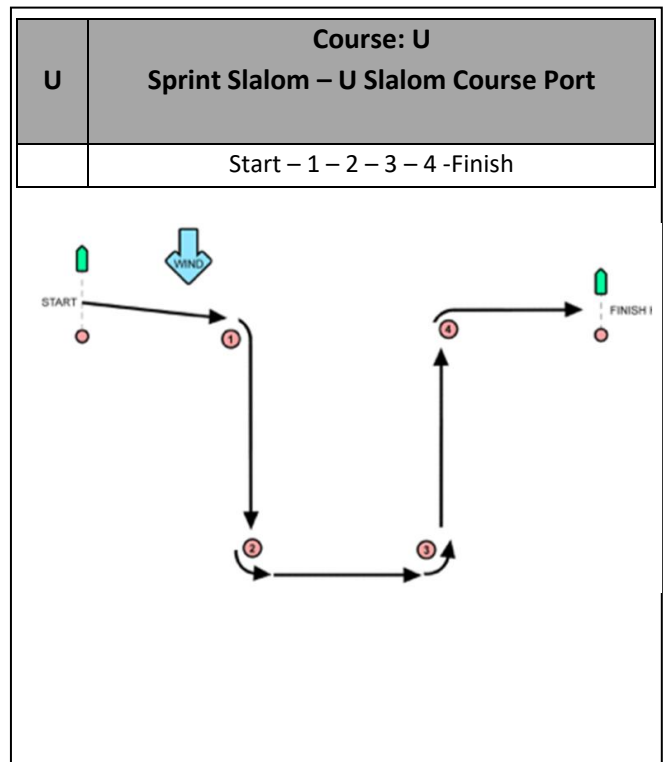 Course: U
U
Sprint Slalom – U Slalom Course Port
Start – 1 – 2 – 3 – 4 -Finish
WIND
START
FINISH
1
4
2
3